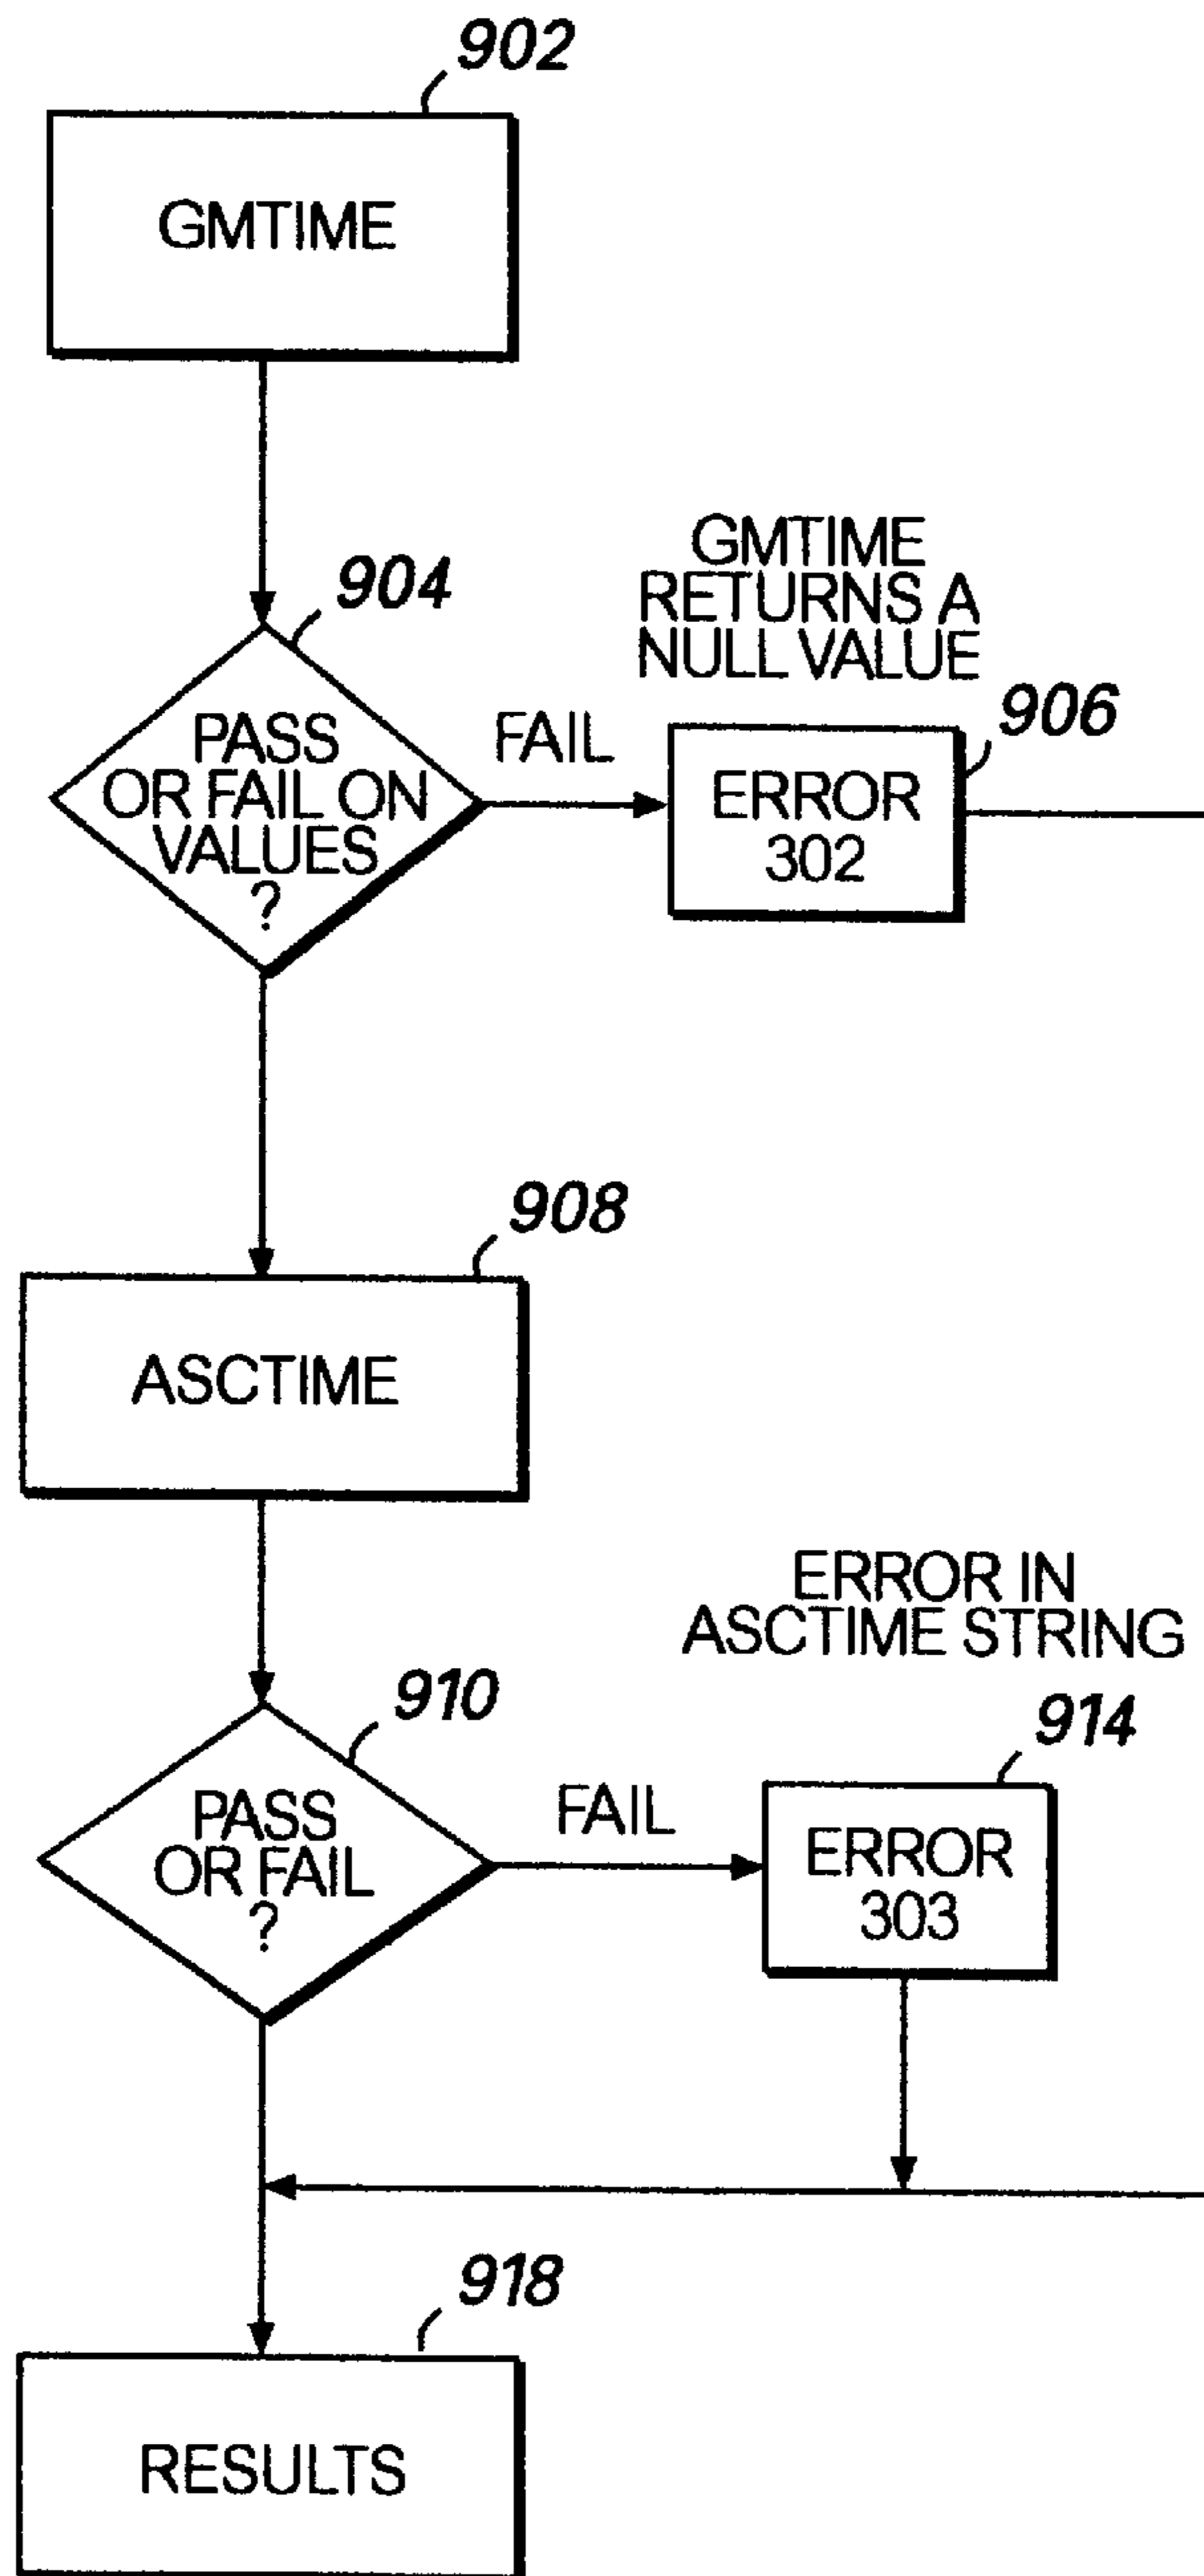 902
GMTIME
904
PASS
OR FAIL ON
VALUES
?
FAIL
GMTIME
RETURNS A
NULL VALUE
906
ERROR
302
908
ASCTIME
910
PASS
OR FAIL
?
FAIL
ERROR IN
ASCTIME STRING
914
ERROR
303
918
RESULTS